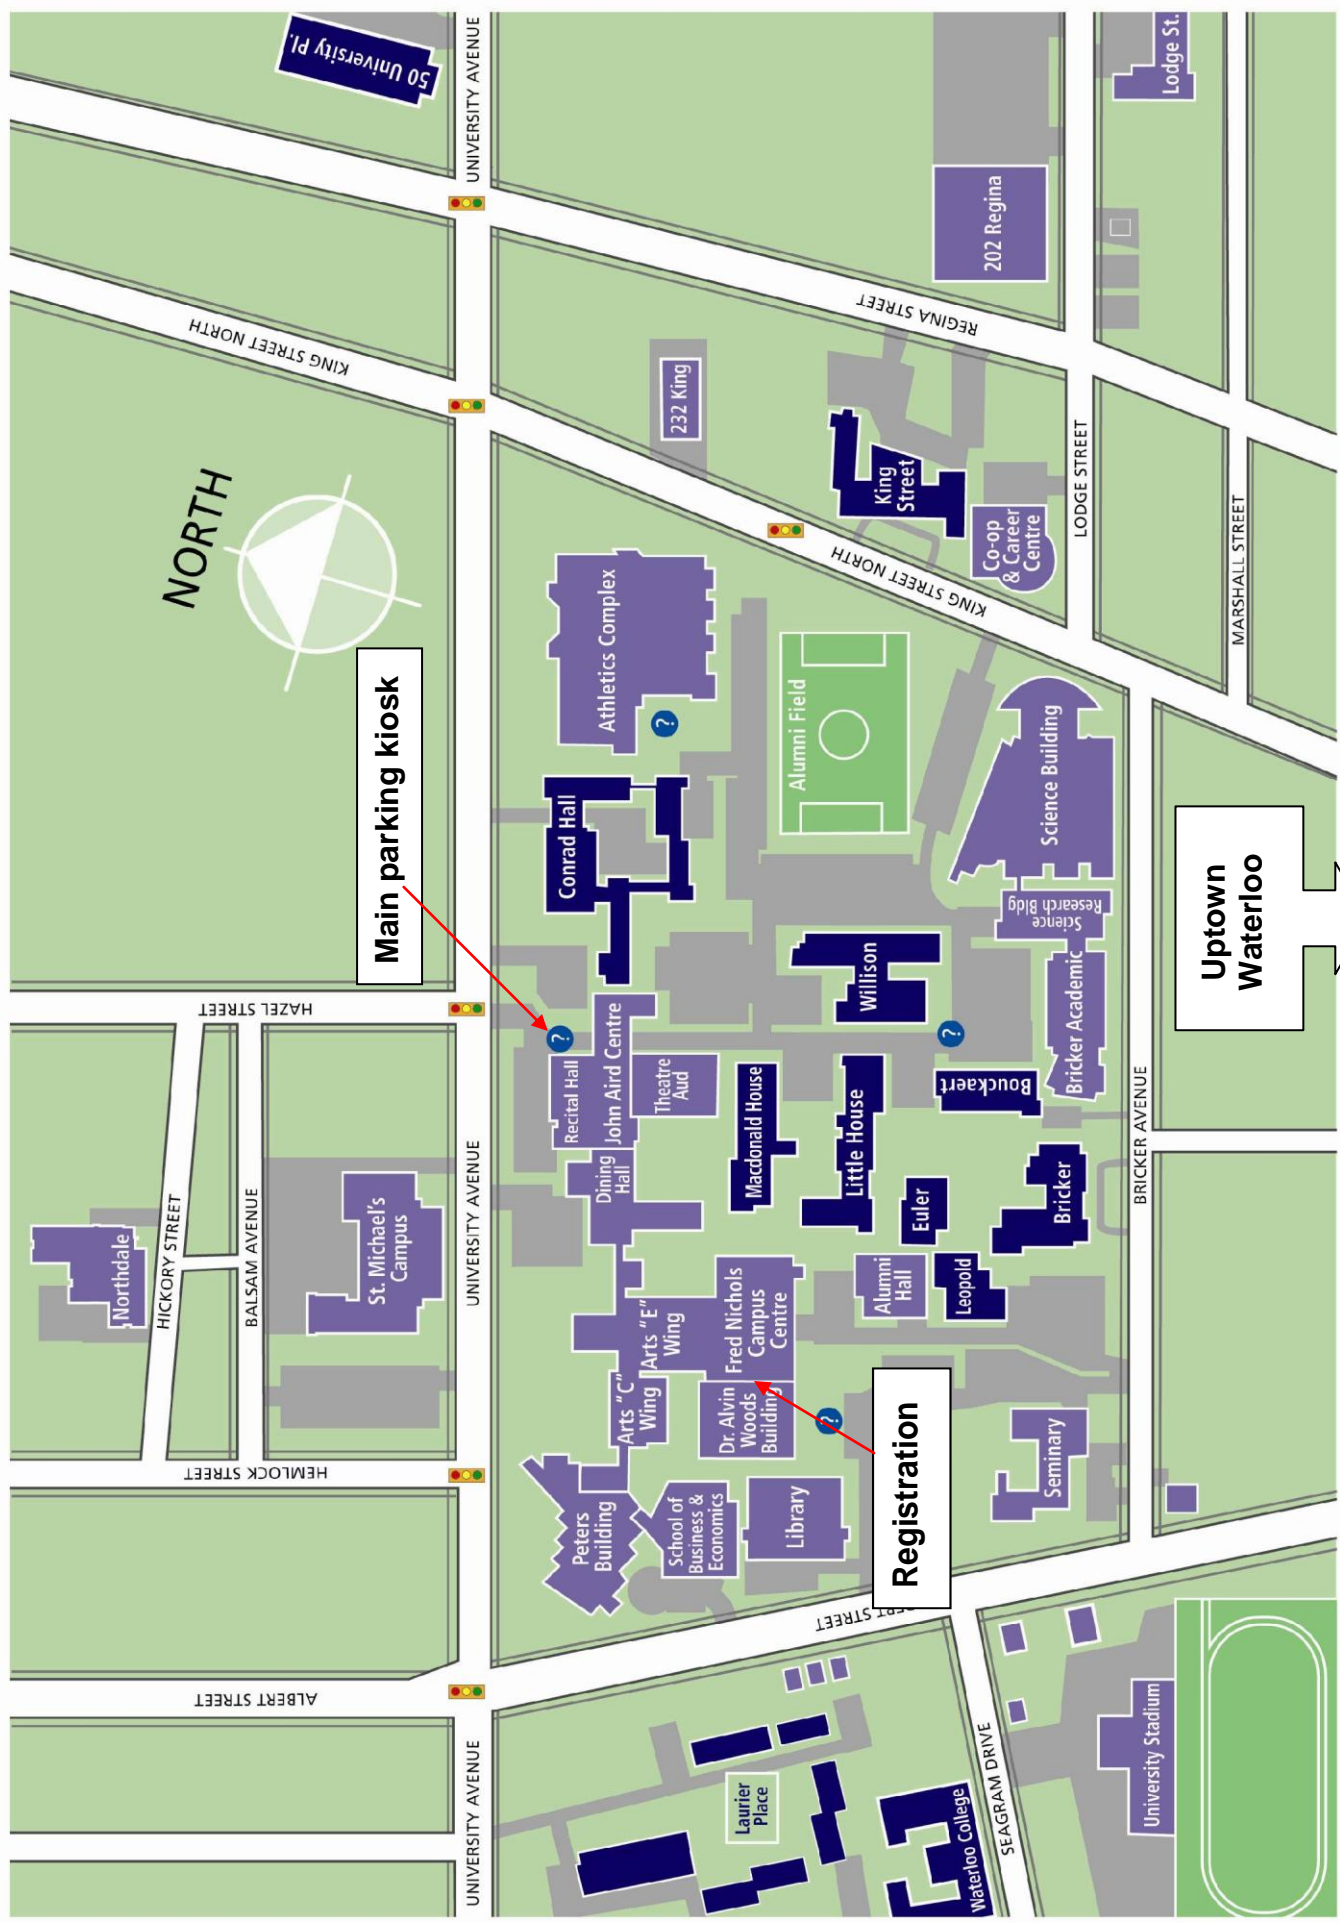 Northdale
HICKORY STREET
BALSAM AVENUE
HEMLOCK STREET
HAZEL STREET
ALBERT STREET
KING STREET NORTH
50 University Pl.
NORTH
St. Michael's
Campus
Main parking kiosk
UNIVERSITY AVENUE
UNIVERSITY AVENUE
UNIVERSITY AVENUE
Peters
Building
School of
Business &
Economics
Library
Arts "C"
Wing
Arts "E"
Wing
Dr. Alvin
Woods
Building
Fred Nichols
Campus
Centre
Dining
Hall
Recital Hall
John Aird Centre
Theatre
Aud
?
Conrad Hall
Athletics Complex
?
232 King
Macdonald House
Little House
Willison
Alumni Field
Alumni
Hall
Euler
Leopold
Bouckaert
?
?
Registration
STREET
Laurier
Place
Waterloo College
SEAGRAM DRIVE
University Stadium
Seminary
Bricker
Bricker Academic
Science
Research Bldg
Science Building
KING STREET NORTH
King
Street
Co-op
& Career
Centre
REGINA STREET
202 Regina
LODGE STREET
Lodge St.
BRICKER AVENUE
MARSHALL STREET
Uptown
Waterloo